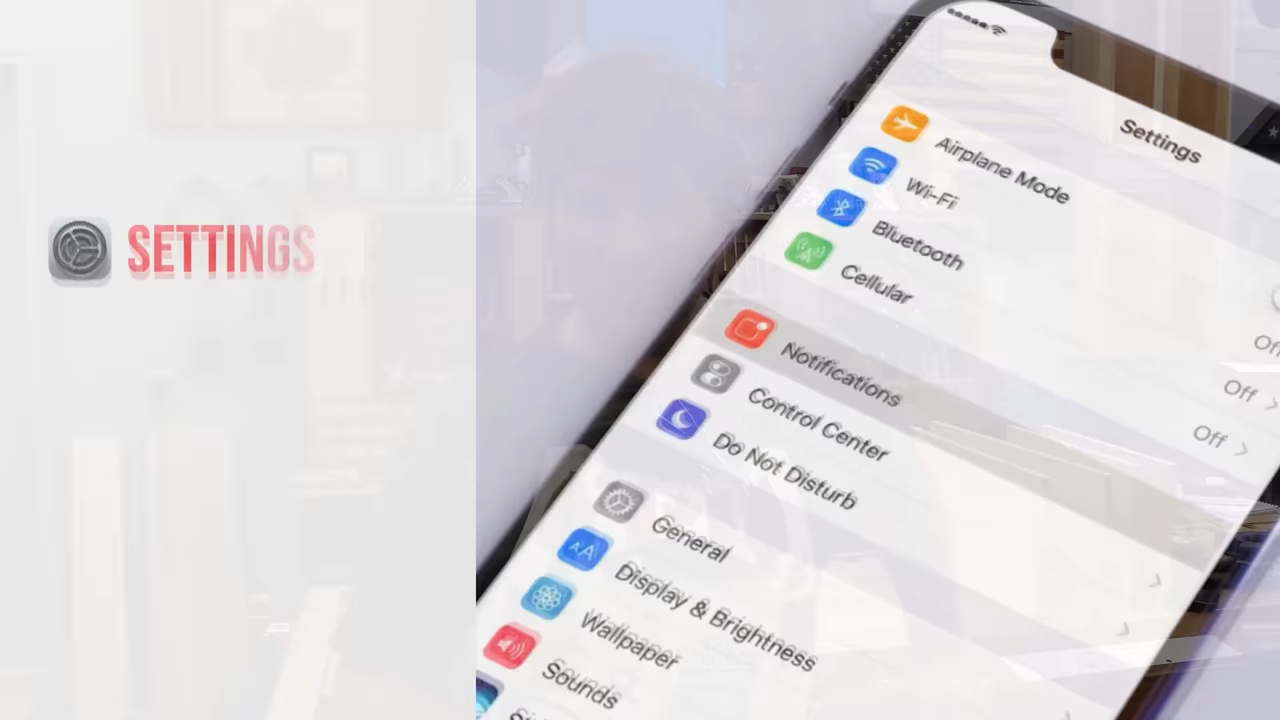 SETTINGS
Settings
Airplane Mode
Wi-Fi
Off
Bluetooth
Off
Cellular
Off
Notifications
Control Center
Do Not Disturb
General
Display & Brightness
Wallpaper
Sounds